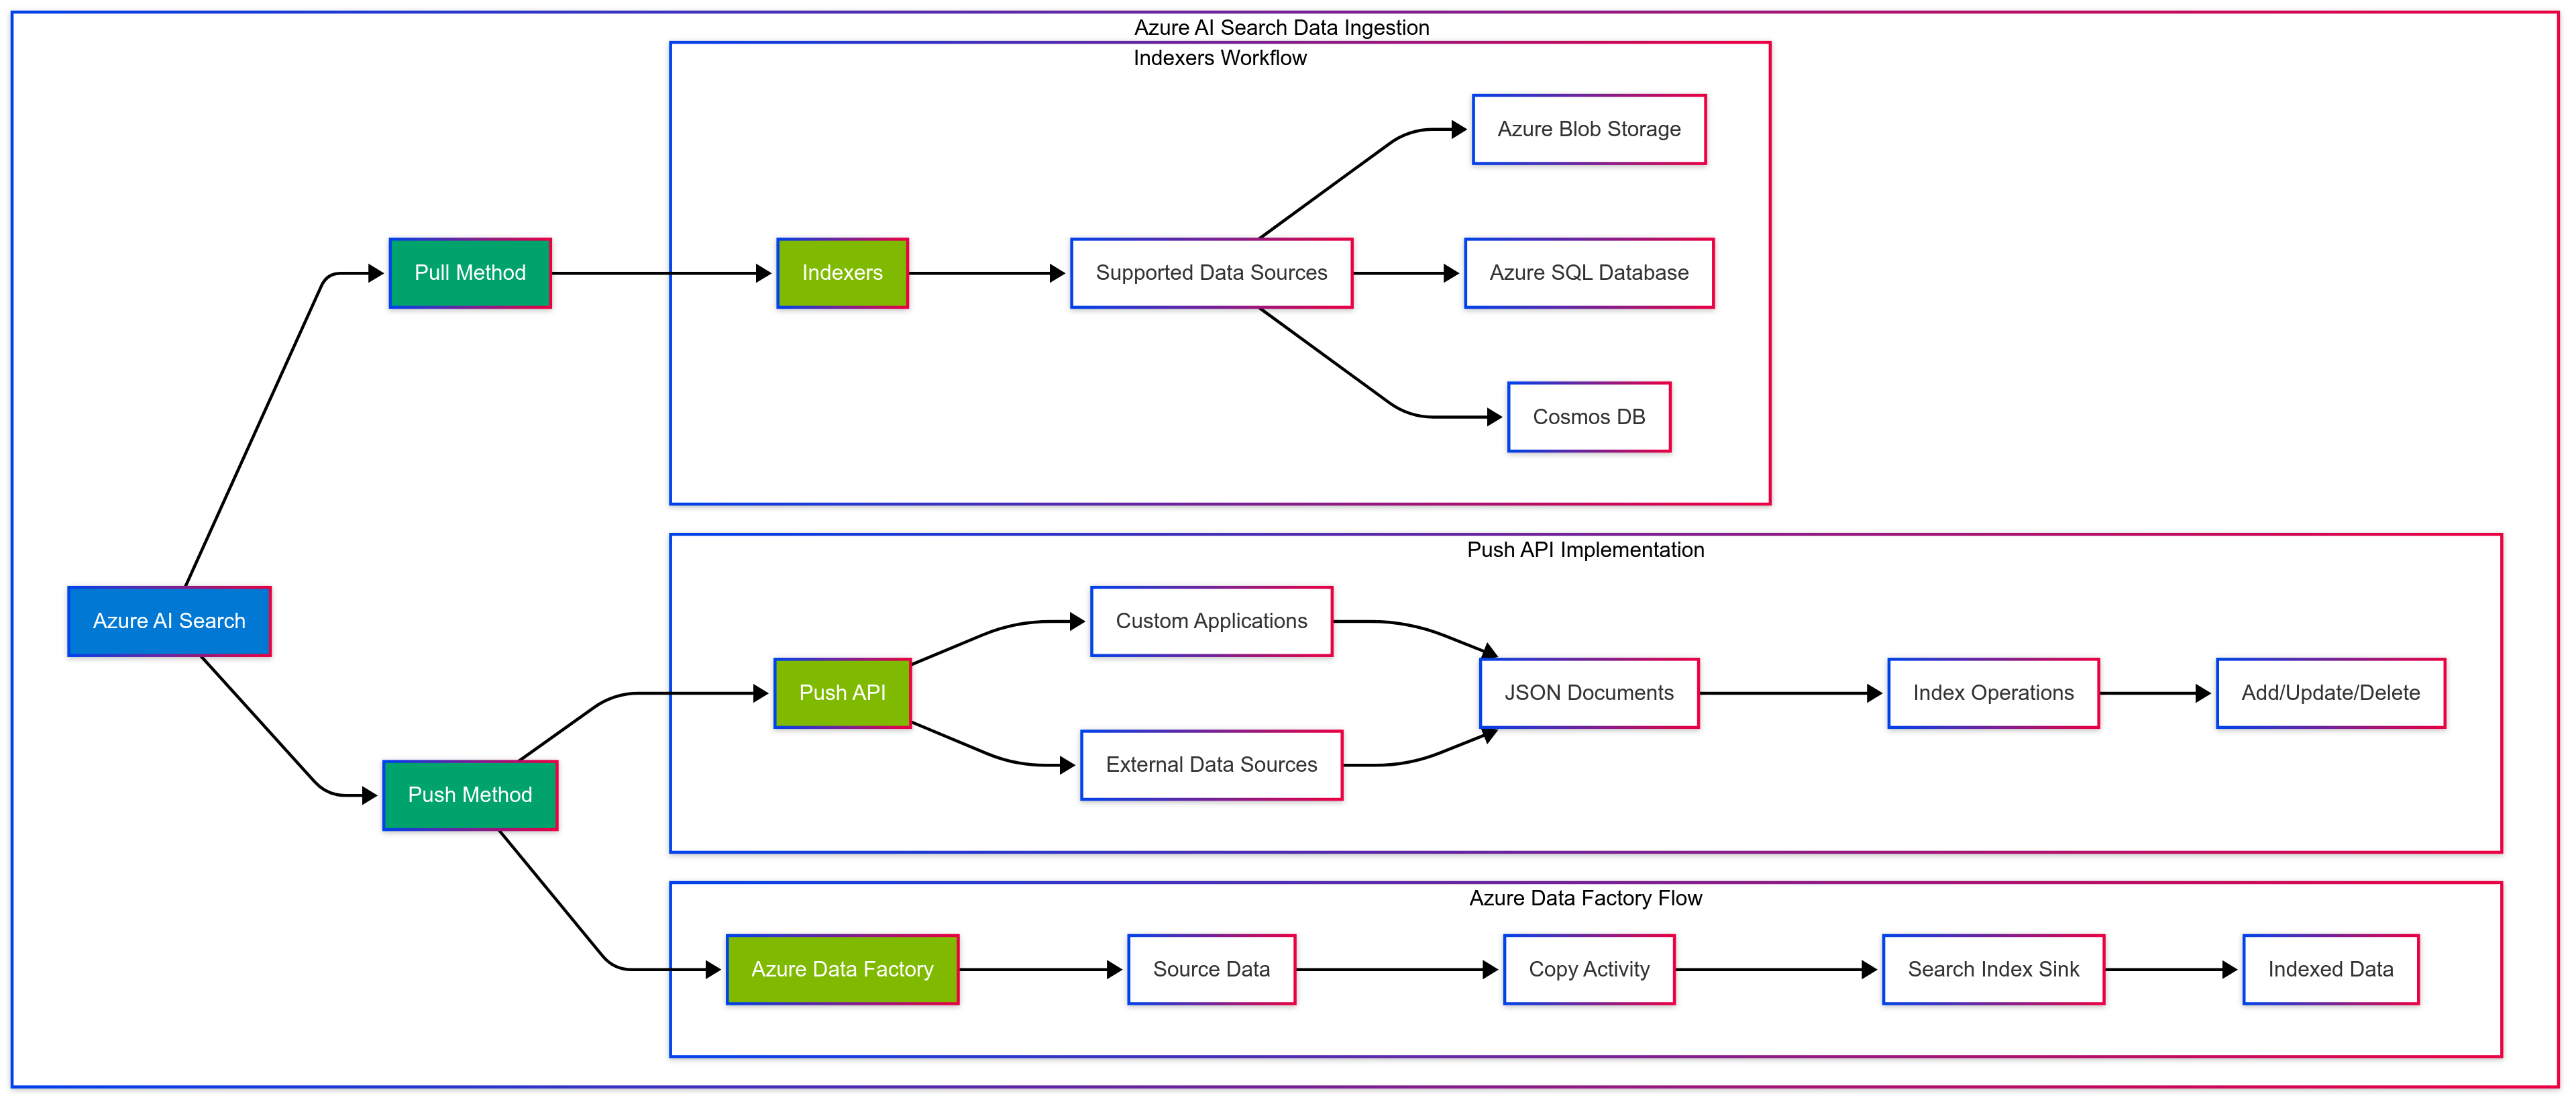 Azure AI Search Data Ingestion
Indexers Workflow
Azure Blob Storage
Pull Method
Indexers
Supported Data Sources
Azure SQL Database
Cosmos DB
Push API Implementation
Azure AI Search
Custom Applications
Push API
JSON Documents
Index Operations
Add/Update/Delete
External Data Sources
Push Method
Azure Data Factory Flow
Azure Data Factory
Source Data
Copy Activity
Search Index Sink
Indexed Data